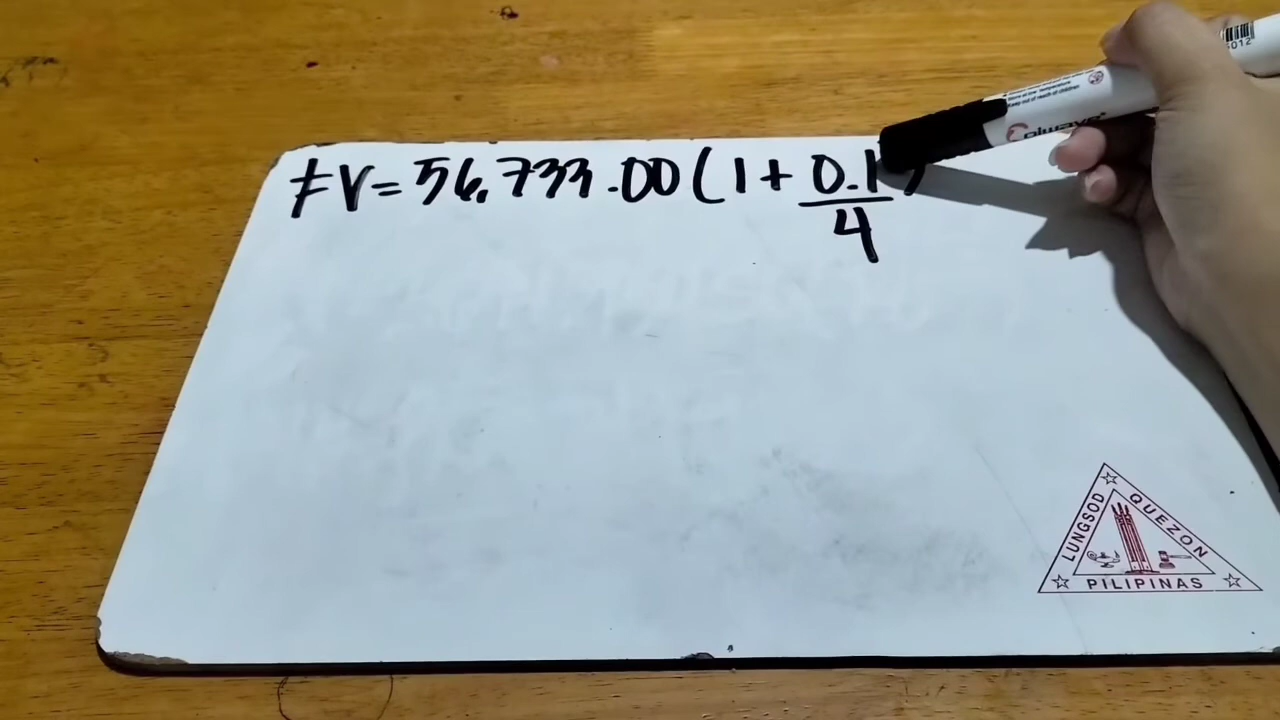 FV = 56,733.00 ( 1 + 0.1 )
4
LUNGSOD QUEZON
PILIPINAS